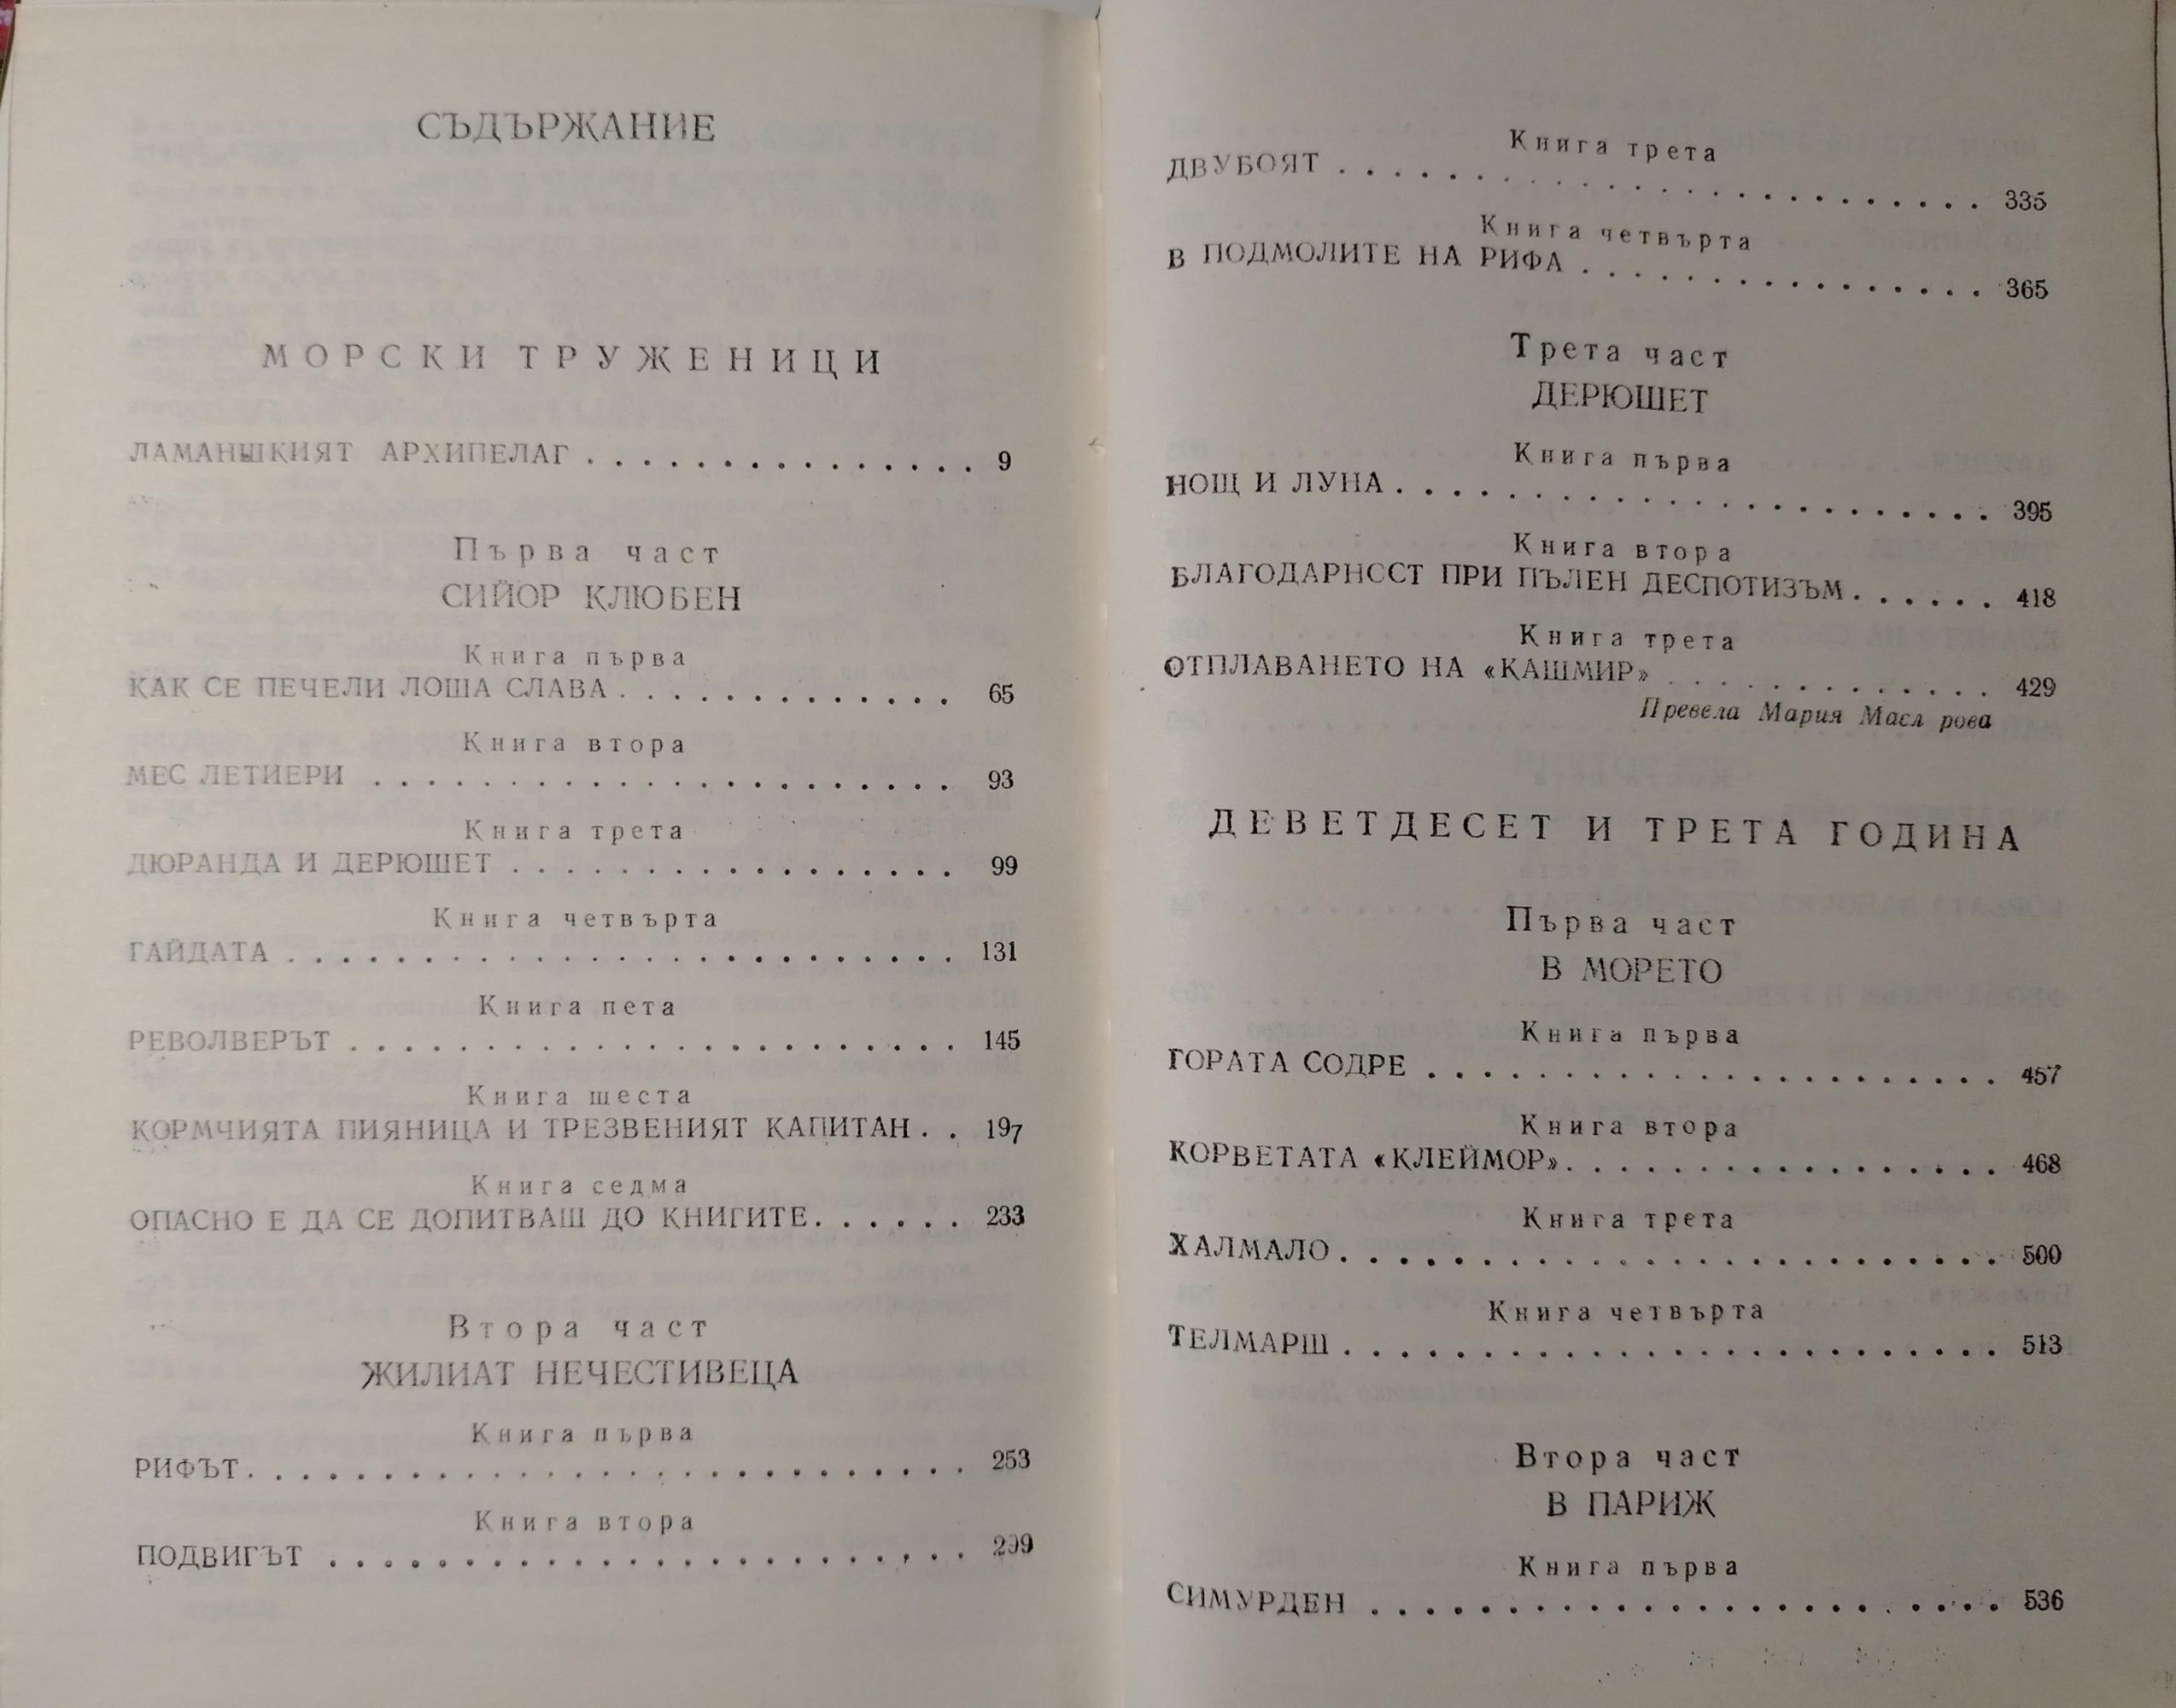 СЪДЪРЖАНИЕ
МОРСКИ ТРУЖЕНИЦИ
ЛАМАНШКИЯТ АРХИПЕЛАГ . . . . . . . . . . . . . . . 9
Първа част
СИЙОР КЛЮБЕН
Книга първа
КАК СЕ ПЕЧЕЛИ ЛОША СЛАВА . . . . . . . . . . . . . 65
Книга втора
МЕС ЛЕТИЕРИ . . . . . . . . . . . . . . . . . . . . . . 93
Книга трета
ДЮРАНДА И ДЕРЮШЕТ . . . . . . . . . . . . . . . . . 99
Книга четвърта
ГАЙДАТА . . . . . . . . . . . . . . . . . . . . . . . . . 131
Книга пета
РЕВОЛВЕРЪТ . . . . . . . . . . . . . . . . . . . . . . . 145
Книга шеста
КОРМЧИЯТА ПИЯНИЦА И ТРЕЗВЕНИЯТ КАПИТАН . . 197
Книга седма
ОПАСНО Е ДА СЕ ДОПИТВАШ ДО КНИГИТЕ . . . . . . 233
Втора част
ЖИЛИАТ НЕЧЕСТИВЕЦА
Книга първа
РИФЪТ . . . . . . . . . . . . . . . . . . . . . . . . . . . 253
Книга втора
ПОДВИГЪТ . . . . . . . . . . . . . . . . . . . . . . . . 299
Книга трета
ДВУБОЯТ . . . . . . . . . . . . . . . . . . . . . . . . 335
Книга четвърта
В ПОДМОЛИТЕ НА РИФА . . . . . . . . . . . . . . . . 365
Трета част
ДЕРЮШЕТ
Книга първа
НОЩ И ЛУНА . . . . . . . . . . . . . . . . . . . . . . 395
Книга втора
БЛАГОДАРНОСТ ПРИ ПЪЛЕН ДЕСПОТИЗЪМ . . . . . . 418
Книга трета
ОТПЛАВАНЕТО НА «КАШМИР» . . . . . . . . . . . . . 429
Превела Мария Масл рова
ДЕВЕТДЕСЕТ И ТРЕТА ГОДИНА
Първа част
В МОРЕТО
Книга първа
ГОРАТА СОДРЕ . . . . . . . . . . . . . . . . . . . . . 457
Книга втора
КОРВЕТАТА «КЛЕЙМОР» . . . . . . . . . . . . . . . . 468
Книга трета
ХАЛМАЛО . . . . . . . . . . . . . . . . . . . . . . . . 500
Книга четвърта
ТЕЛМАРШ . . . . . . . . . . . . . . . . . . . . . . . . 513
Втора част
В ПАРИЖ
Книга първа
СИМУРДЕН . . . . . . . . . . . . . . . . . . . . . . . 536